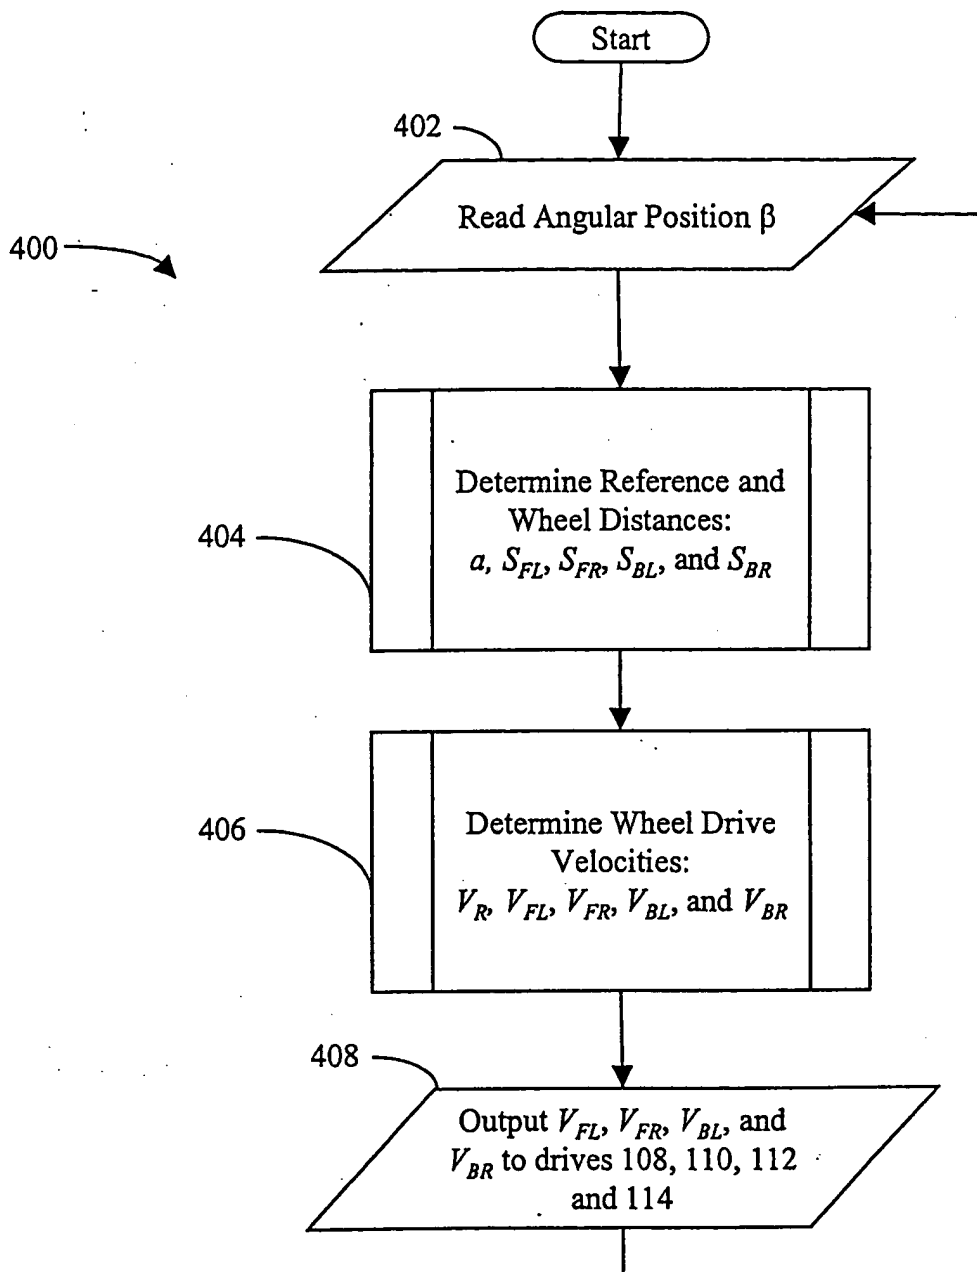 Start
402
Read Angular Position β
400
Determine Reference and
Wheel Distances:
a, S_FL, S_FR, S_BL, and S_BR
404
Determine Wheel Drive
Velocities:
V_R, V_FL, V_FR, V_BL, and V_BR
406
408
Output V_FL, V_FR, V_BL, and
V_BR to drives 108, 110, 112
and 114